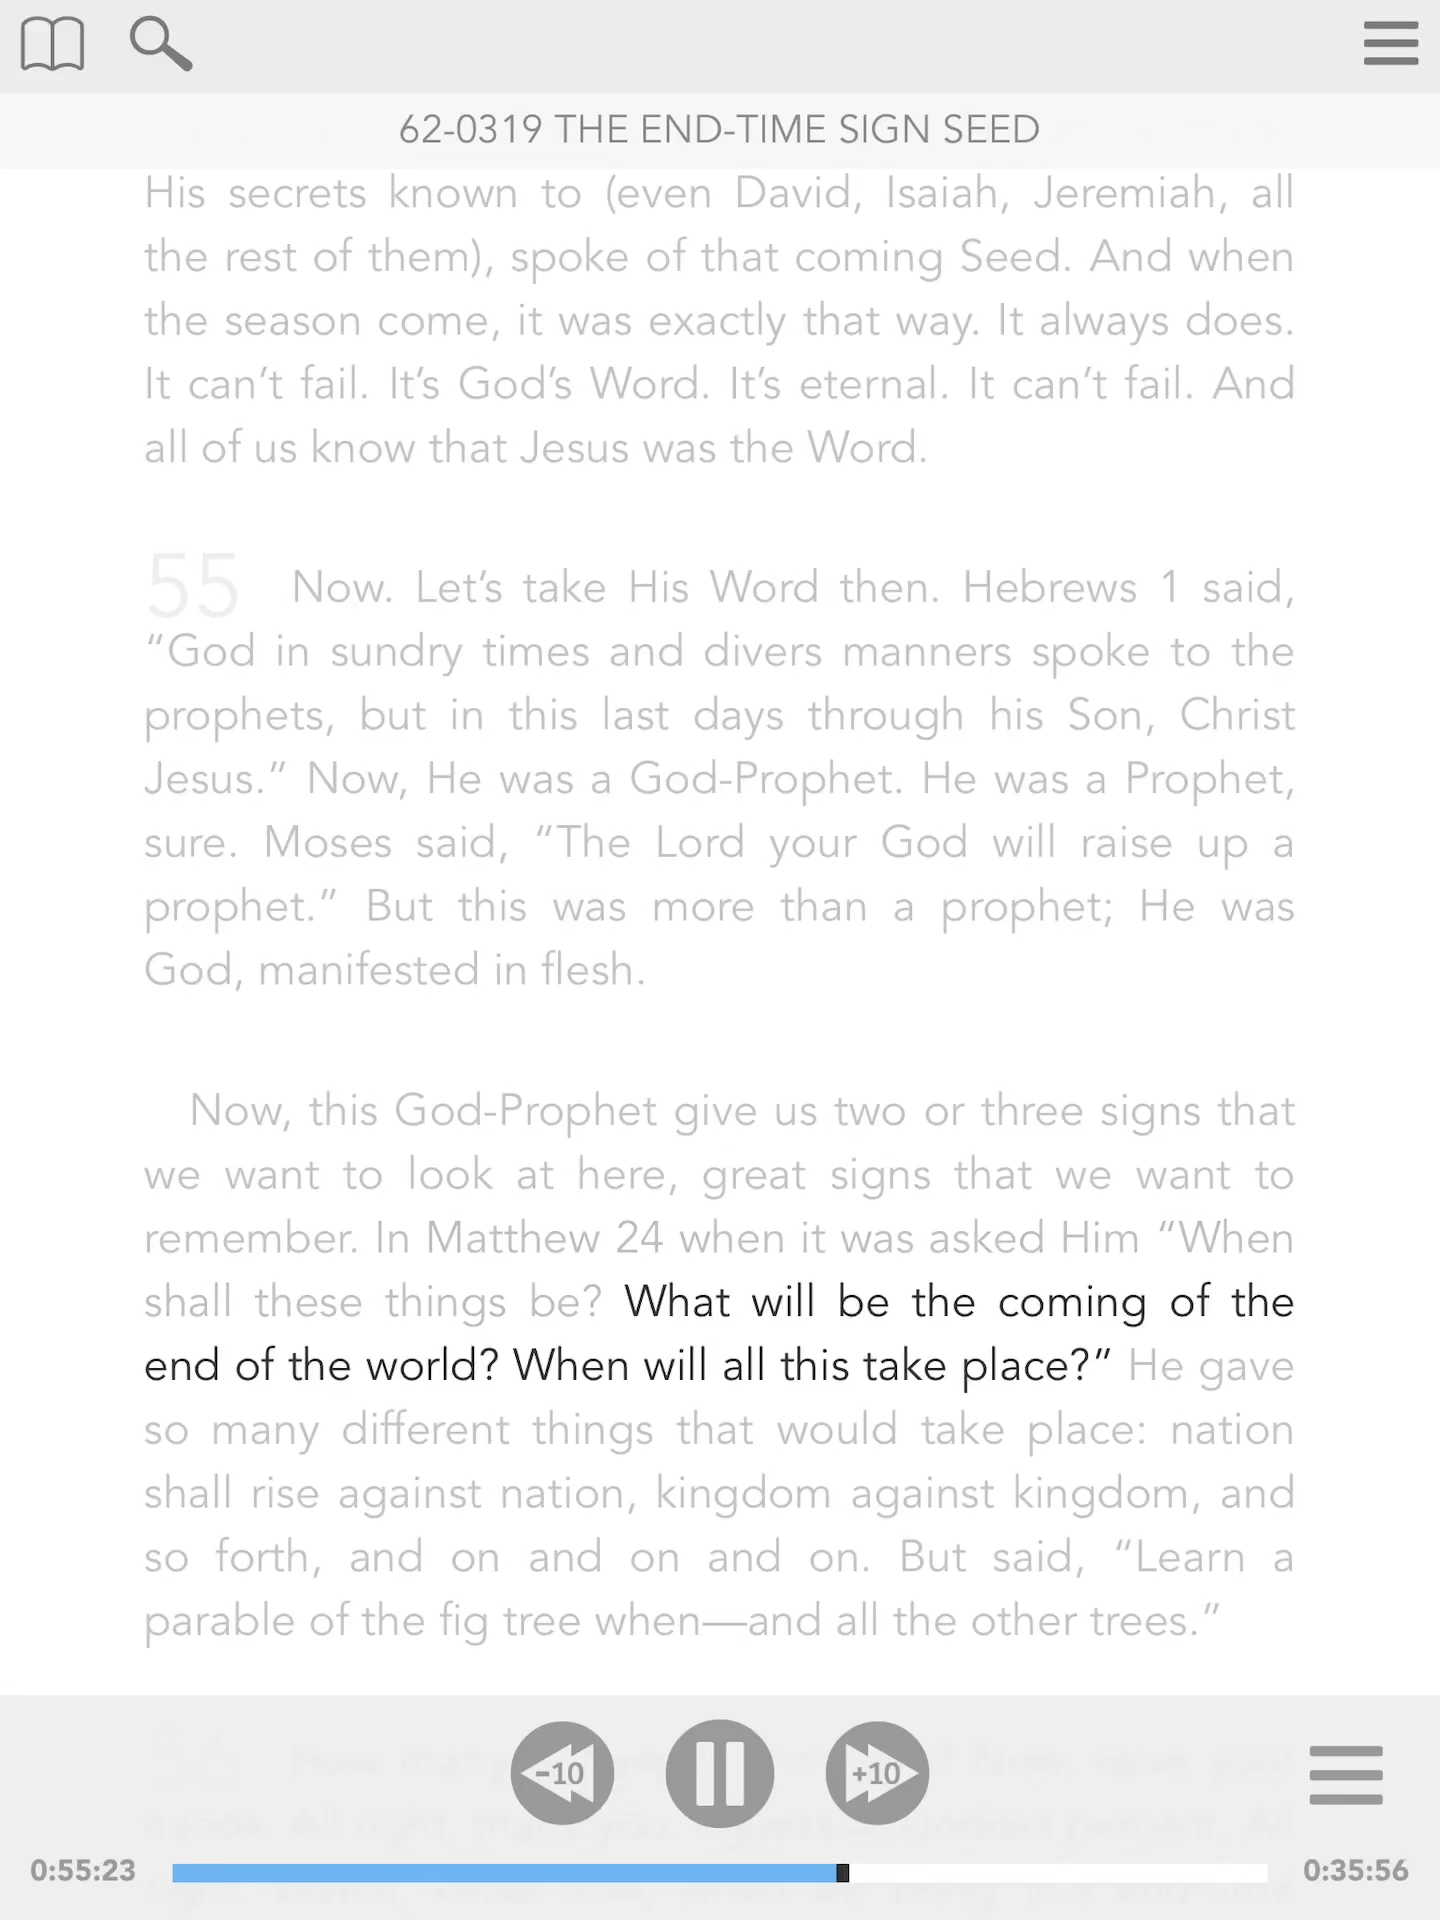 62-0319 THE END-TIME SIGN SEED
His secrets known to (even David, Isaiah, Jeremiah, all
the rest of them), spoke of that coming Seed. And when
the season come, it was exactly that way. It always does.
It can’t fail. It’s God’s Word. It’s eternal. It can’t fail. And
all of us know that Jesus was the Word.
55 Now. Let’s take His Word then. Hebrews 1 said,
“God in sundry times and divers manners spoke to the
prophets, but in this last days through his Son, Christ
Jesus.” Now, He was a God-Prophet. He was a Prophet,
sure. Moses said, “The Lord your God will raise up a
prophet.” But this was more than a prophet; He was
God, manifested in flesh.
Now, this God-Prophet give us two or three signs that
we want to look at here, great signs that we want to
remember. In Matthew 24 when it was asked Him “When
shall these things be? What will be the coming of the
end of the world? When will all this take place?” He gave
so many different things that would take place: nation
shall rise against nation, kingdom against kingdom, and
so forth, and on and on and on. But said, “Learn a
parable of the fig tree when—and all the other trees.”
-10 +10
0:55:23 0:35:56